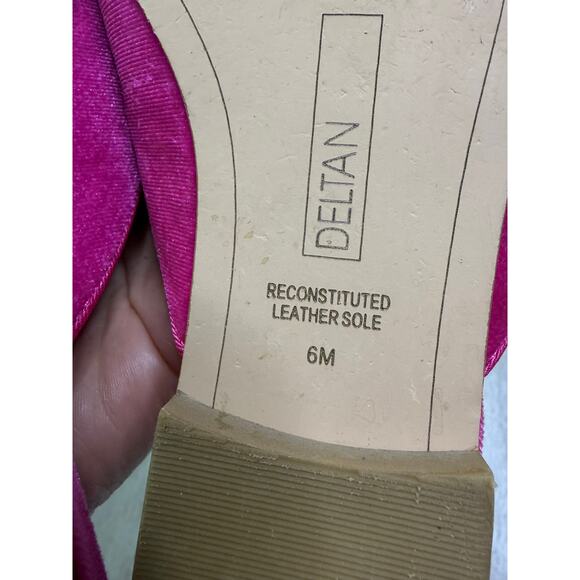 DELTAN
RECONSTITUTED
LEATHER SOLE
6M